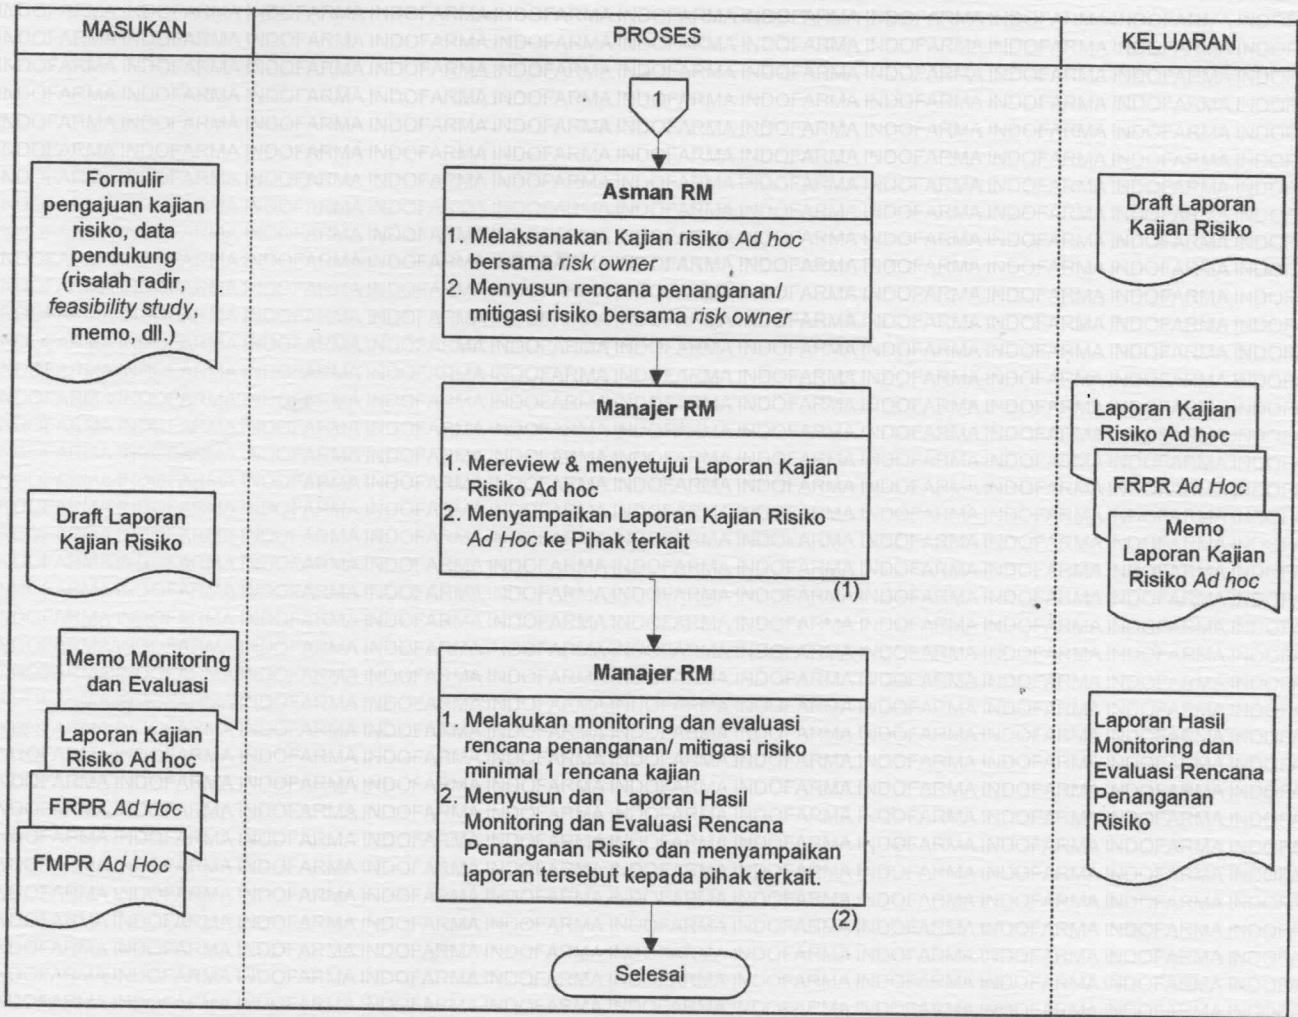 MASUKAN
PROSES
KELUARAN
Formulir
pengajuan kajian
risiko, data
pendukung
(risalah radir,
feasibility study,
memo, dll.)
Asman RM
1. Melaksanakan Kajian risiko Ad hoc
bersama risk owner
2. Menyusun rencana penanganan/
mitigasi risiko bersama risk owner
Draft Laporan
Kajian Risiko
Draft Laporan
Kajian Risiko
Manajer RM
1. Mereview & menyetujui Laporan Kajian
Risiko Ad hoc
2. Menyampaikan Laporan Kajian Risiko
Ad Hoc ke Pihak terkait
(1)
Laporan Kajian
Risiko Ad hoc
FRPR Ad Hoc
Memo
Laporan Kajian
Risiko Ad hoc
Memo Monitoring
dan Evaluasi
Laporan Kajian
Risiko Ad hoc
FRPR Ad Hoc
FMPR Ad Hoc
Manajer RM
1. Melakukan monitoring dan evaluasi
rencana penanganan/ mitigasi risiko
minimal 1 rencana kajian
2. Menyusun dan Laporan Hasil
Monitoring dan Evaluasi Rencana
Penanganan Risiko dan menyampaikan
laporan tersebut kepada pihak terkait.
(2)
Laporan Hasil
Monitoring dan
Evaluasi Rencana
Penanganan
Risiko
Selesai